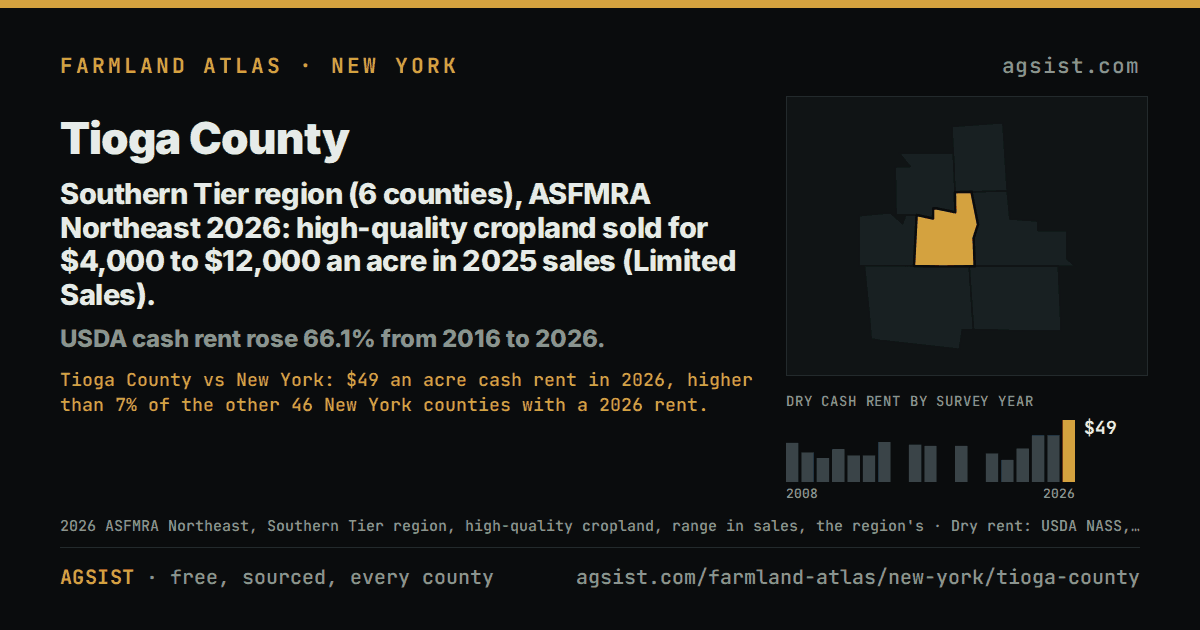 FARMLAND ATLAS · NEW YORK
agsist.com
Tioga County
Southern Tier region (6 counties), ASFMRA
Northeast 2026: high-quality cropland sold for
$4,000 to $12,000 an acre in 2025 sales (Limited
Sales).
USDA cash rent rose 66.1% from 2016 to 2026.
Tioga County vs New York: $49 an acre cash rent in 2026, higher
than 7% of the other 46 New York counties with a 2026 rent.
DRY CASH RENT BY SURVEY YEAR
$49
2008
2026
2026 ASFMRA Northeast, Southern Tier region, high-quality cropland, range in sales, the region's · Dry rent: USDA NASS,…
AGSIST · free, sourced, every county
agsist.com/farmland-atlas/new-york/tioga-county